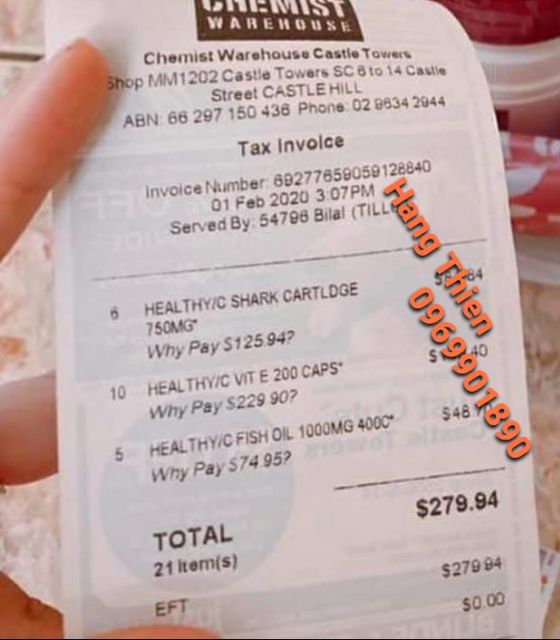 CHEMIST
WAREHOUSE
Chemist Warehouse Castle Towers
Shop MM1202 Castle Towers SC 6 to 14 Castle
Street CASTLE HILL
ABN: 66 297 150 436 Phone: 02 9634 2944
Tax Invoice
Invoice Number: 69277659059128840
01 Feb 2020 3:07PM
Served By: 54796 Bilal (TILL
6 HEALTHY/C SHARK CARTLDGE
750MG*
Why Pay $125.94?
10 HEALTHY/C VIT E 200 CAPS*
Why Pay $229.90?
5 HEALTHY/C FISH OIL 1000MG 400C* $48
Why Pay $74.95?
$279.94
TOTAL
21 Item(s)
$279.94
EFT
$0.00
Hang Thien
0969901890